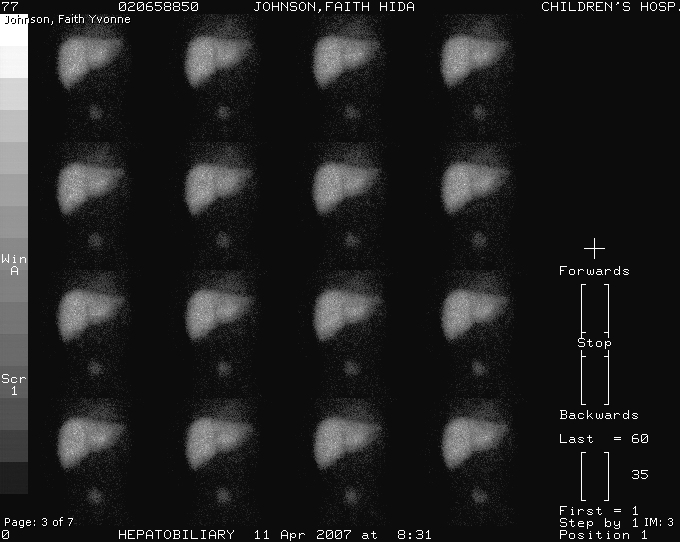 77 020658850 JOHNSON,FAITH HIDA CHILDREN'S HOSP.
Johnson, Faith Yvonne
Win
A
Forwards
Stop
Scr
1
Backwards
Last = 60
35
First = 1
Page: 3 of 7
Step by 1 IM: 3
0 HEPATOBILIARY 11 Apr 2007 at 8:31 Position 1